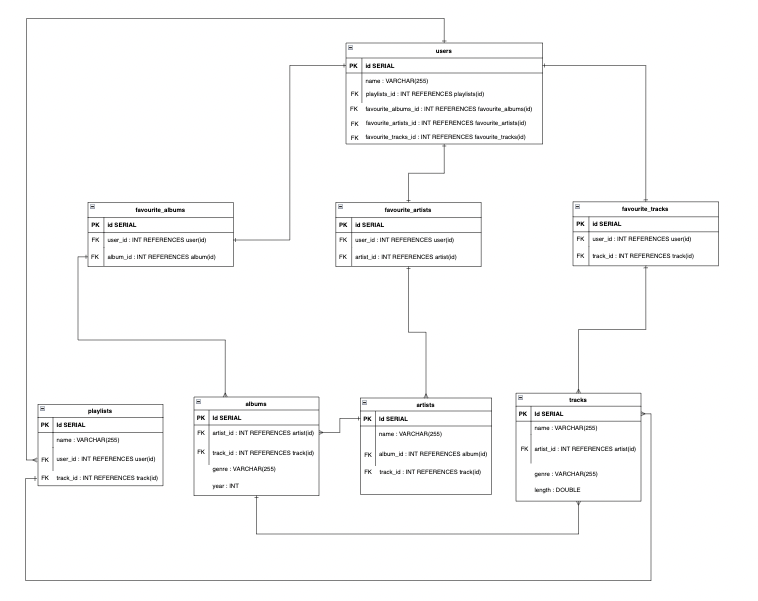 users
PK id SERIAL
name : VARCHAR(255)
FK playlists_id : INT REFERENCES playlists(id)
FK favourite_albums_id : INT REFERENCES favourite_albums(id)
FK favourite_artists_id : INT REFERENCES favourite_artists(id)
FK favourite_tracks_id : INT REFERENCES favourite_tracks(id)
favourite_albums
PK id SERIAL
FK user_id : INT REFERENCES user(id)
FK album_id : INT REFERENCES album(id)
favourite_artists
PK id SERIAL
FK user_id : INT REFERENCES user(id)
FK artist_id : INT REFERENCES artist(id)
favourite_tracks
PK id SERIAL
FK user_id : INT REFERENCES user(id)
FK track_id : INT REFERENCES track(id)
playlists
PK id SERIAL
name : VARCHAR(255)
FK user_id : INT REFERENCES user(id)
FK track_id : INT REFERENCES track(id)
albums
PK id SERIAL
FK artist_id : INT REFERENCES artist(id)
FK track_id : INT REFERENCES track(id)
genre : VARCHAR(255)
year : INT
artists
PK id SERIAL
name : VARCHAR(255)
FK album_id : INT REFERENCES album(id)
FK track_id : INT REFERENCES track(id)
tracks
PK id SERIAL
name : VARCHAR(255)
FK artist_id : INT REFERENCES artist(id)
genre : VARCHAR(255)
length : DOUBLE